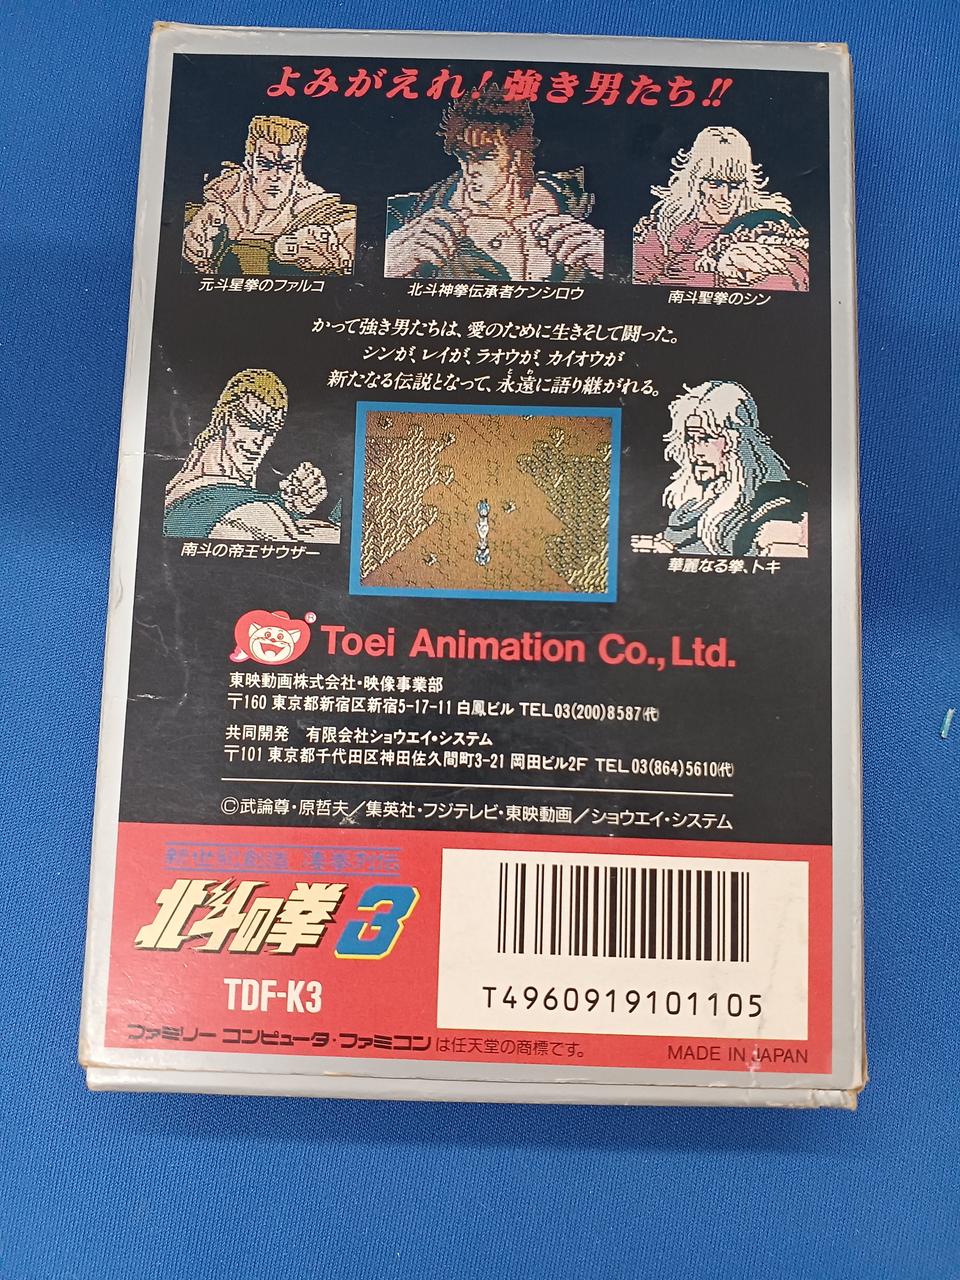 よみがえれ!強き男たち!!
元斗星拳のファルコ
北斗神拳伝承者ケンシロウ
南斗聖拳のシン
かって強き男たちは、愛のために生きそして闘った。
シンが、レイが、ラオウが、カイオウが
とわ
新たなる伝説となって、永遠に語り継がれる。
南斗の帝王サウザー
華麗なる拳、トキ
®
Toei Animation Co., Ltd.
東映動画株式会社・映像事業部
〒160 東京都新宿区新宿5-17-11 白鳳ビル TEL 03(200)8587(代)
共同開発 有限会社ショウエイ・システム
〒101 東京都千代田区神田佐久間町3-21 岡田ビル2F TEL 03(864)5610(代)
©武論尊・原哲夫/集英社・フジテレビ・東映動画/ショウエイ・システム
新世紀創造 凄拳列伝
北斗の拳3
TDF-K3
T4960919101105
ファミリー コンピュータ・ファミコンは任天堂の商標です。
MADE IN JAPAN